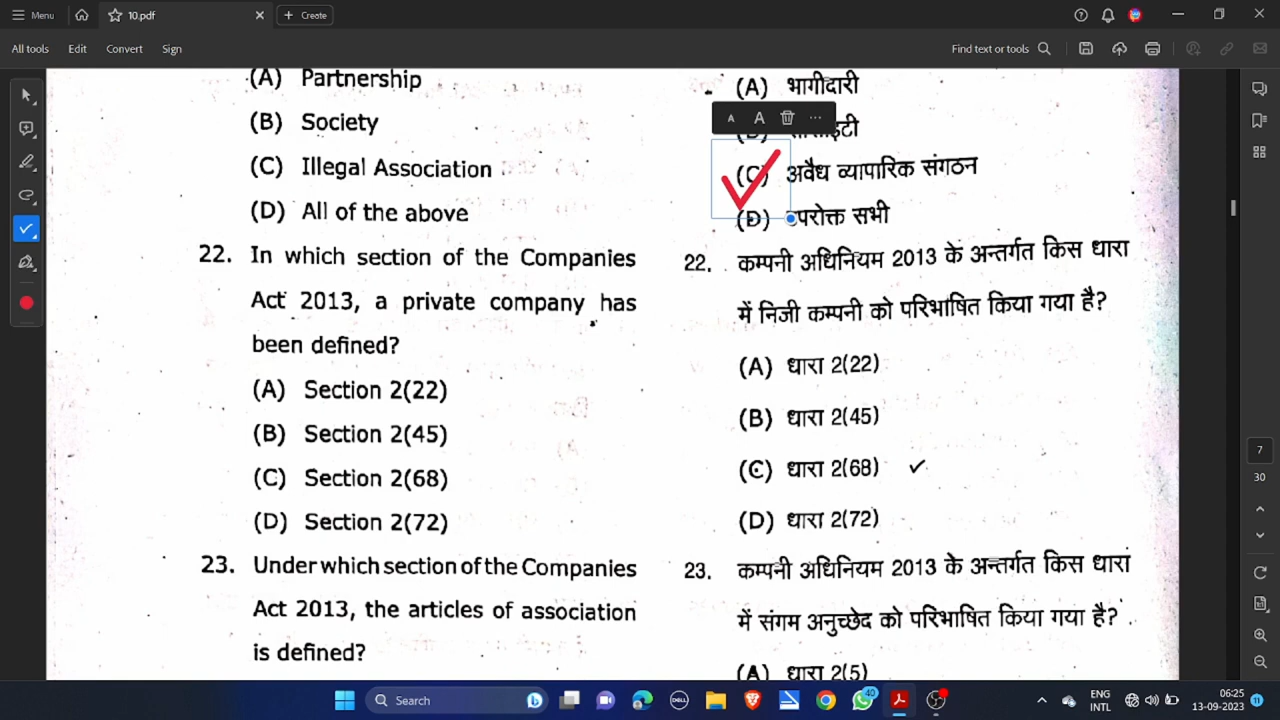 Menu
10.pdf
Create
All tools Edit Convert Sign
Find text or tools
(A) Partnership
(B) Society
(C) Illegal Association
(D) All of the above
22. In which section of the Companies
Act 2013, a private company has
been defined?
(A) Section 2(22)
(B) Section 2(45)
(C) Section 2(68)
(D) Section 2(72)
23. Under which section of the Companies
Act 2013, the articles of association
is defined?
(A) भागीदारी
A A
(C) अवैध व्यापारिक संगठन
(D) उपरोक्त सभी
22. कम्पनी अधिनियम 2013 के अन्तर्गत किस धारा
में निजी कम्पनी को परिभाषित किया गया है?
(A) धारा 2(22)
(B) धारा 2(45)
(C) धारा 2(68)
(D) धारा 2(72)
23. कम्पनी अधिनियम 2013 के अन्तर्गत किस धारा
में संगम अनुच्छेद को परिभाषित किया गया है?
(A) धारा 2(5)
7
30
Search
DELL
40
ENG
INTL
06:25
13-09-2023